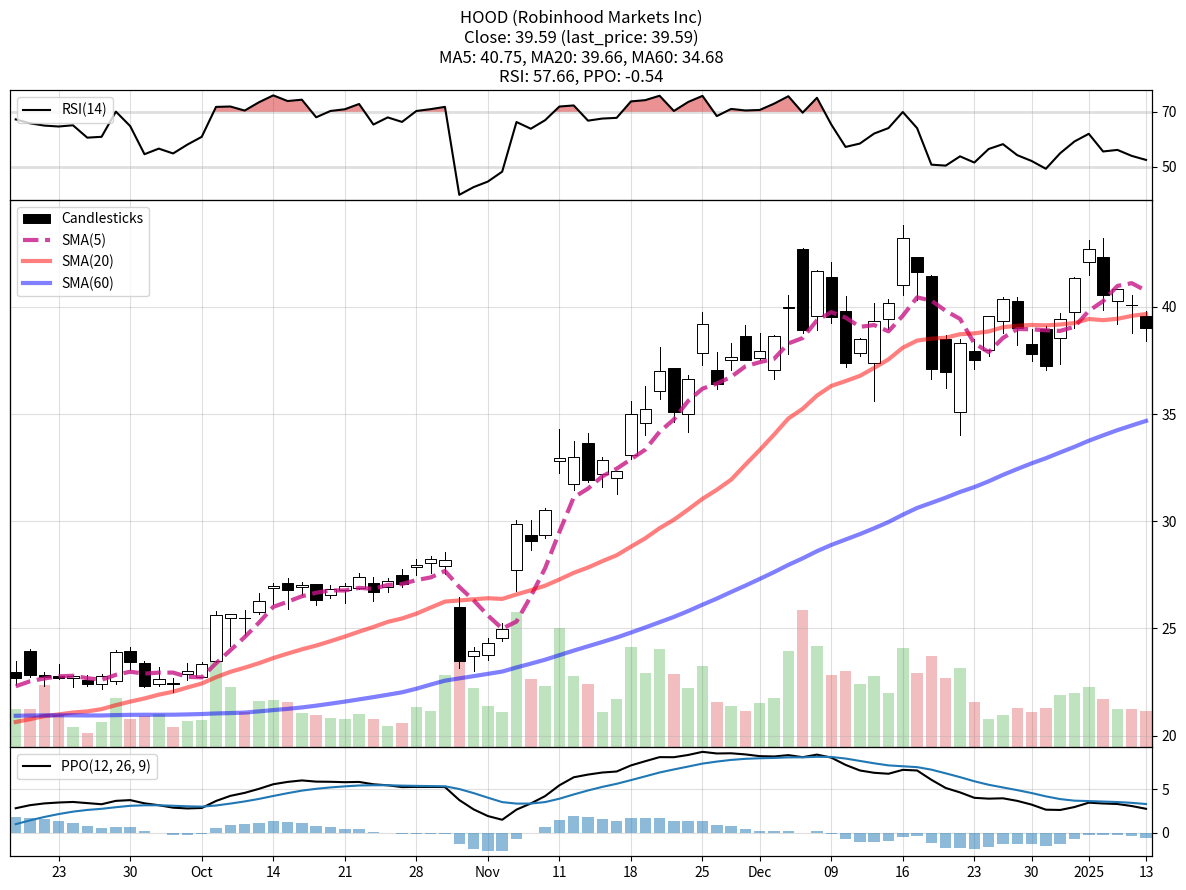 HOOD (Robinhood Markets Inc)
Close: 39.59 (last_price: 39.59)
MA5: 40.75, MA20: 39.66, MA60: 34.68
RSI: 57.66, PPO: -0.54
RSI(14)
70
50
Candlesticks
SMA(5)
SMA(20)
SMA(60)
40
35
30
25
20
PPO(12, 26, 9)
5
0
23 30 Oct 14 21 28 Nov 11 18 25 Dec 09 16 23 30 2025 13